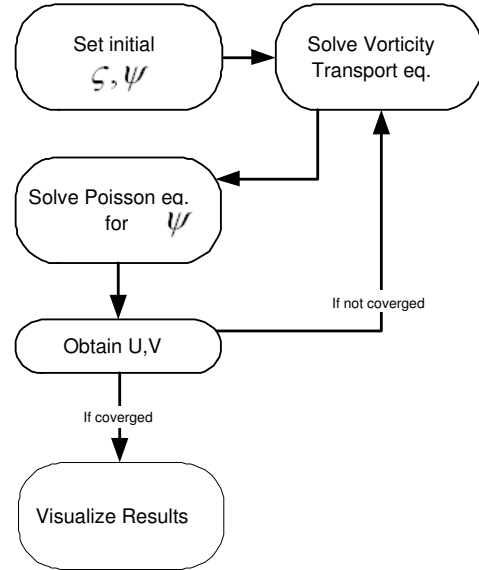 Set initial
ς, ψ
Solve Vorticity
Transport eq.
Solve Poisson eq.
for ψ
If not coverged
Obtain U,V
If coverged
Visualize Results